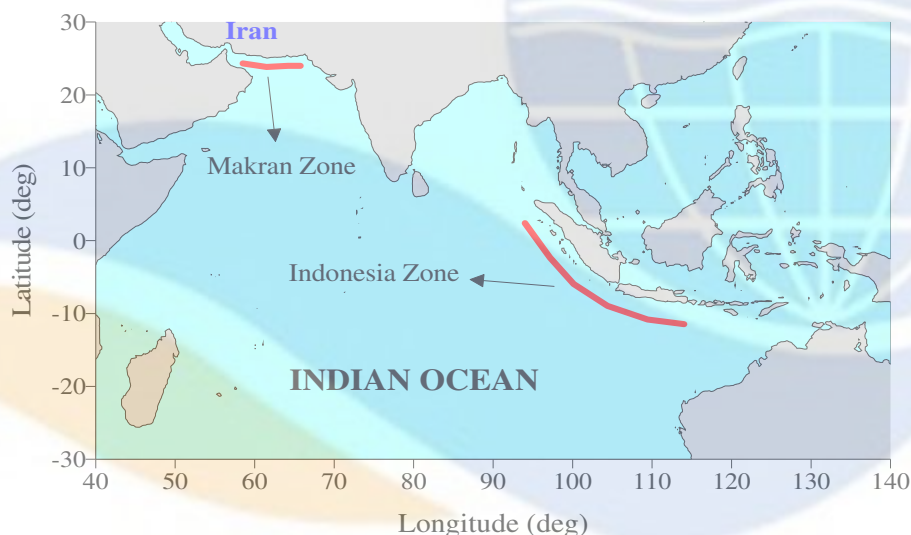 Iran
30
20
10
0
-10
-20
-30
Latitude (deg)
Makran Zone
Indonesia Zone
INDIAN OCEAN
40 50 60 70 80 90 100 110 120 130 140
Longitude (deg)